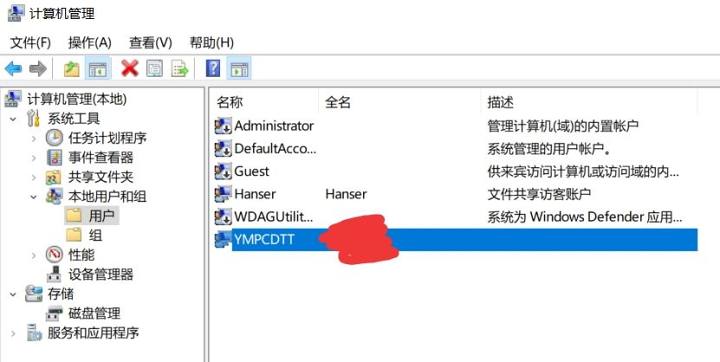 计算机管理
文件(F) 操作(A) 查看(V) 帮助(H)
计算机管理(本地)
系统工具
任务计划程序
事件查看器
共享文件夹
本地用户和组
用户
组
性能
设备管理器
存储
磁盘管理
服务和应用程序
名称 全名 描述
Administrator 管理计算机(域)的内置帐户
DefaultAcco... 系统管理的用户帐户。
Guest 供来宾访问计算机或访问域的内...
Hanser Hanser 文件共享访客账户
WDAGUtilit... 系统为 Windows Defender 应用...
YMPCDTT